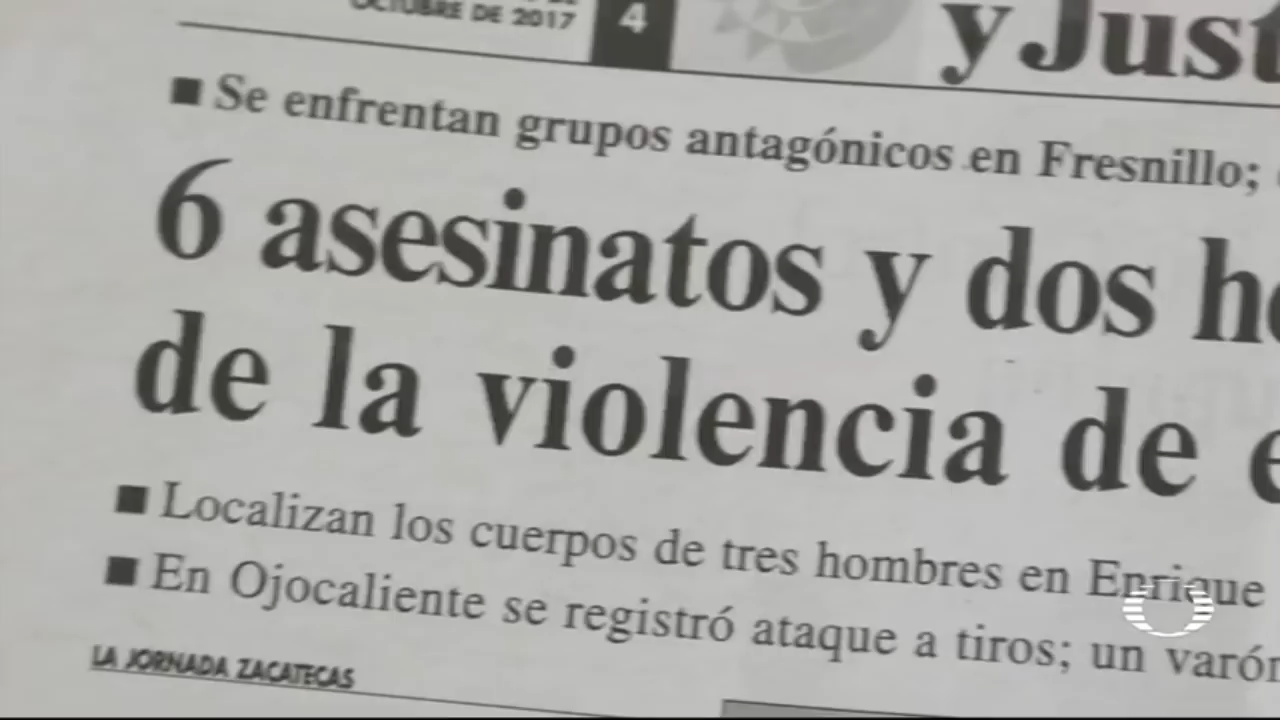 OCTUBRE DE 2017
4
y Just
■ Se enfrentan grupos antagónicos en Fresnillo;
6 asesinatos y dos
de la violencia de
■ Localizan los cuerpos de tres hombres en Enrique
■ En Ojocaliente se registró ataque a tiros; un varón
LA JORNADA ZACATECAS